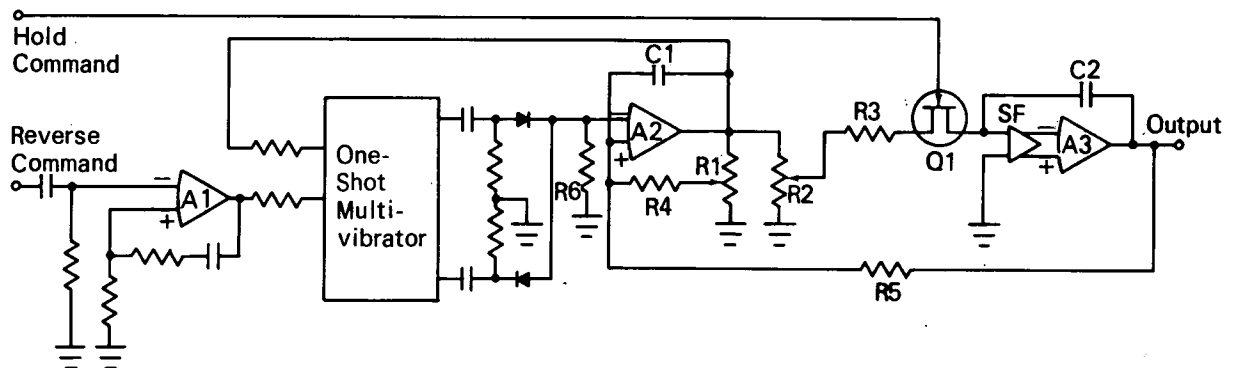 Hold
Command
C1
C2
R3
SF
Output
Reverse
Command
One-
Shot
Multi-
vibrator
−
A1
+
−
A2
+
R1
R6
R4
R2
Q1
−
A3
+
R5